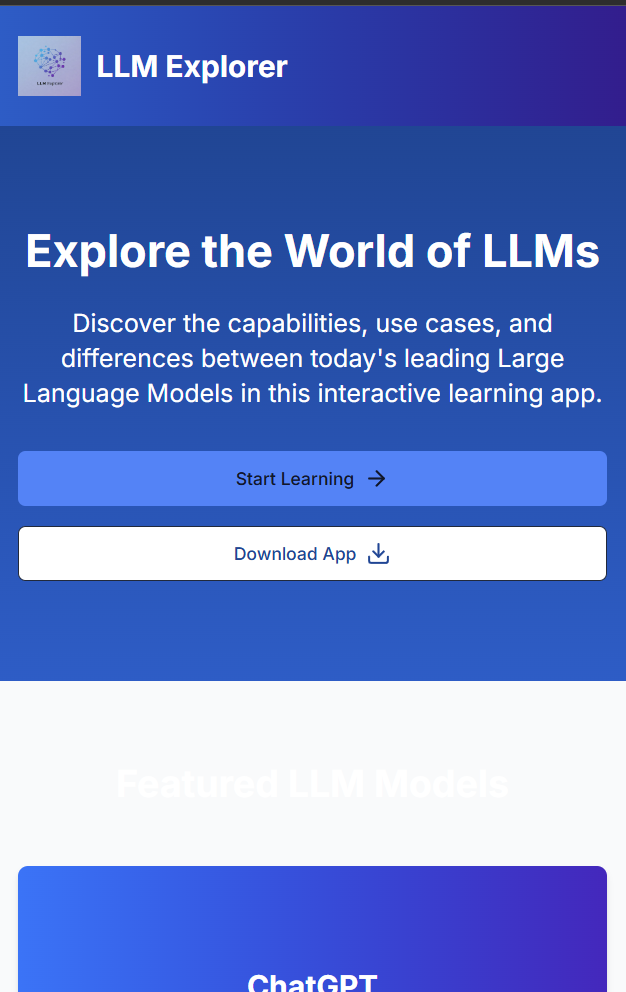 LLM Explorer
LLM Explorer
Explore the World of LLMs
Discover the capabilities, use cases, and
differences between today's leading Large
Language Models in this interactive learning app.
Start Learning
Download App
Featured LLM Models
ChatGPT